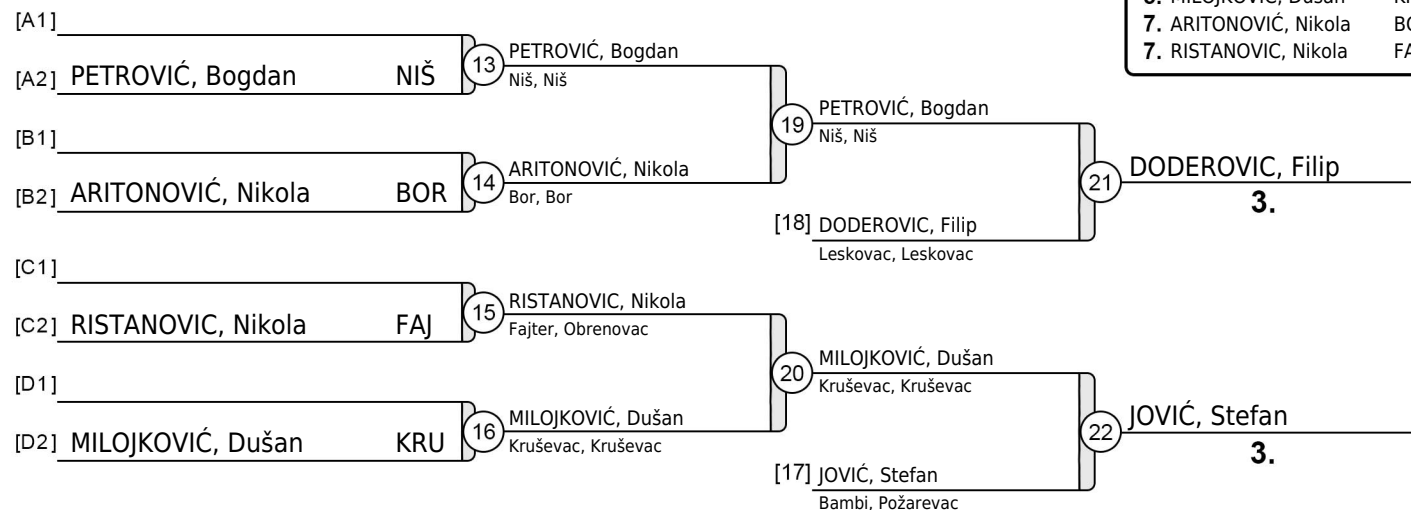 7. ARITONOVIĆ, Nikola
7. RISTANOVIC, Nikola
[A1]
[A2] PETROVIĆ, Bogdan NIŠ
13
PETROVIĆ, Bogdan
Niš, Niš
[B1]
[B2] ARITONOVIĆ, Nikola BOR
14
ARITONOVIĆ, Nikola
Bor, Bor
19
PETROVIĆ, Bogdan
Niš, Niš
[18] DODEROVIC, Filip
Leskovac, Leskovac
21
DODEROVIC, Filip
3.
[C1]
[C2] RISTANOVIC, Nikola FAJ
15
RISTANOVIC, Nikola
Fajter, Obrenovac
[D1]
[D2] MILOJKOVIĆ, Dušan KRU
16
MILOJKOVIĆ, Dušan
Kruševac, Kruševac
20
MILOJKOVIĆ, Dušan
Kruševac, Kruševac
[17] JOVIĆ, Stefan
Bambi, Požarevac
22
JOVIĆ, Stefan
3.